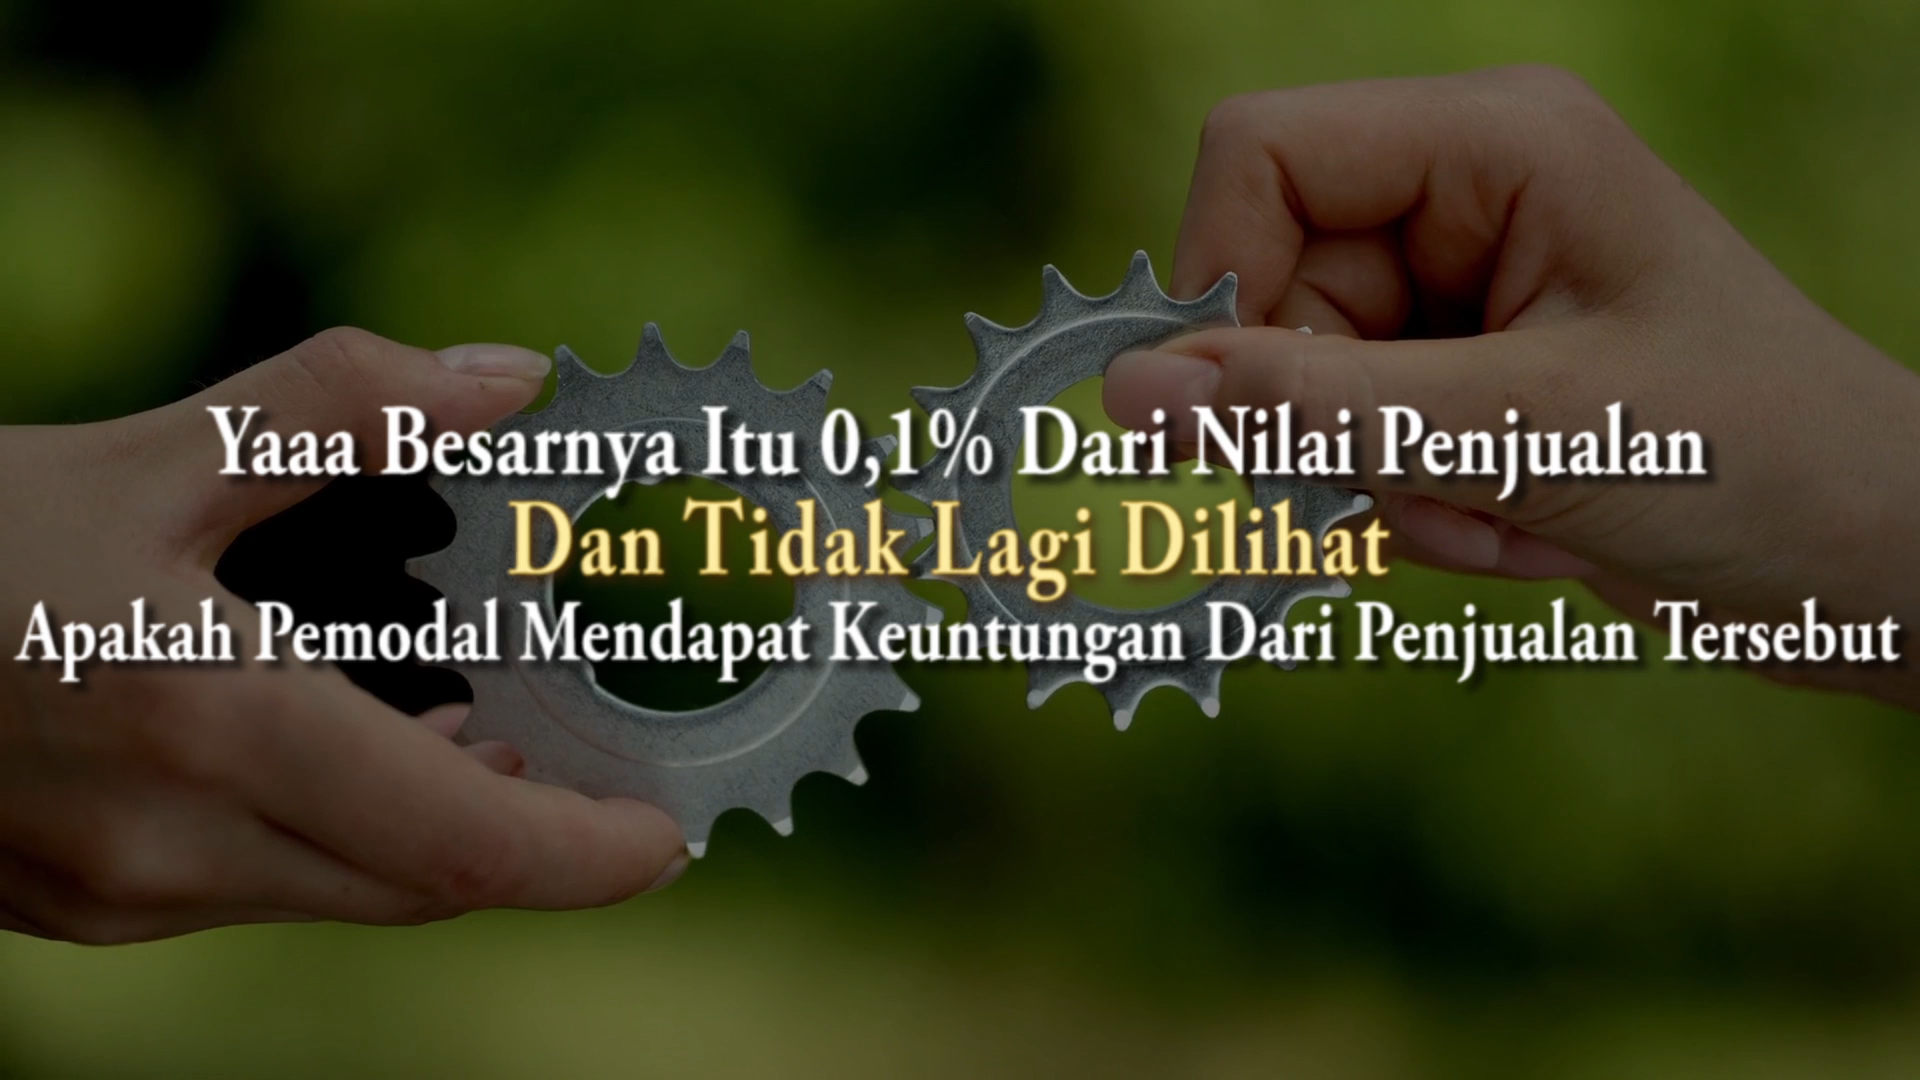 Yaaa Besarnya Itu 0,1% Dari Nilai Penjualan
Dan Tidak Lagi Dilihat
Apakah Pemodal Mendapat Keuntungan Dari Penjualan Tersebut